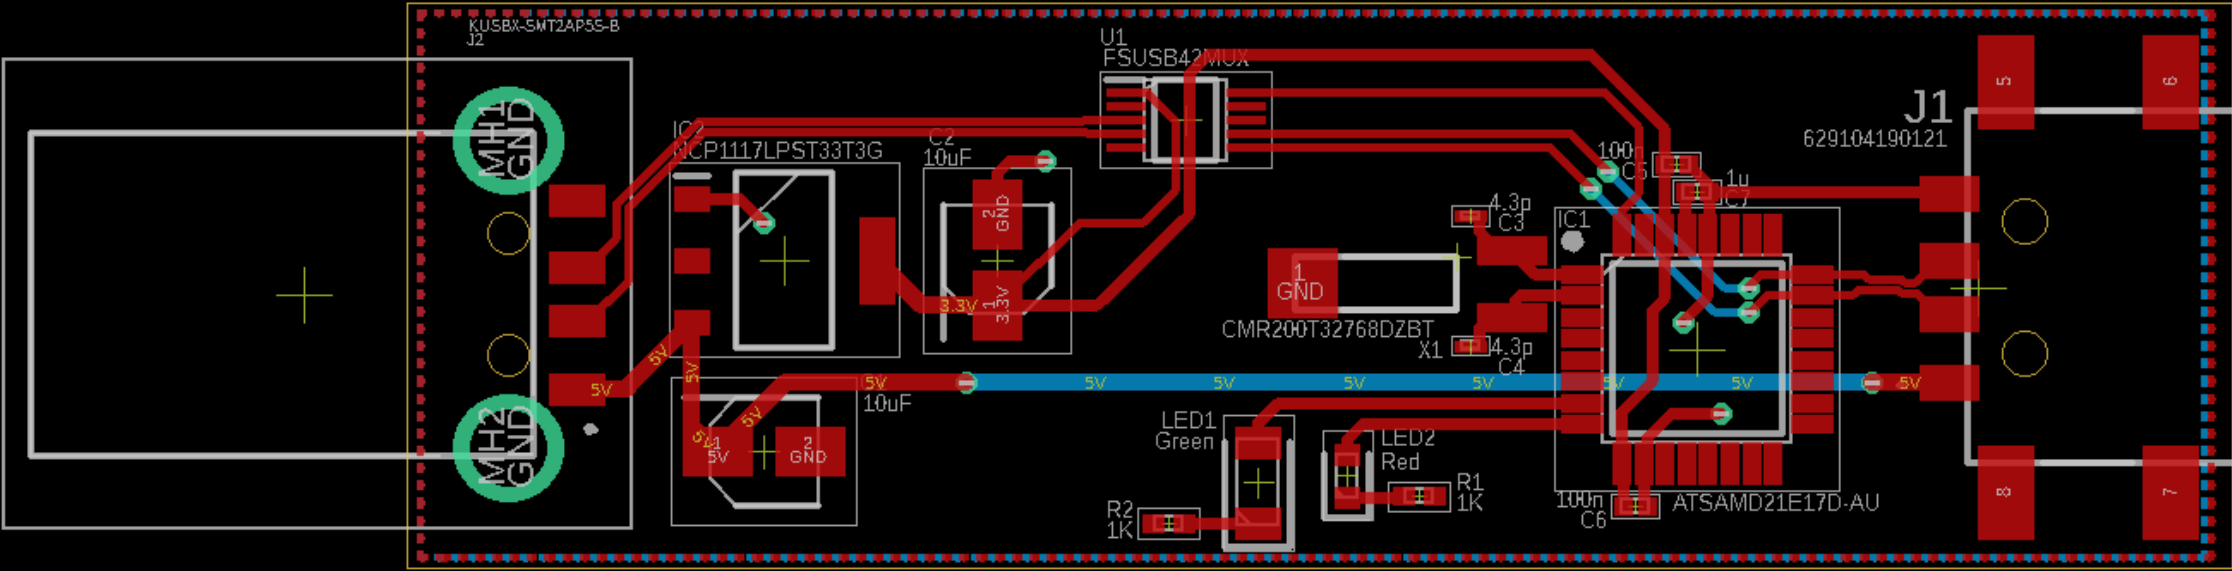 KUSBX-SMT2AP5S-B
J2
MH1
GND
MH2
GND
IC2
NCP1117LPST33T3G
C2
10uF
2
GND
1
3.3V
3.3V
U1
FSUSB42MUX
5V
5V
5V
5V
5V
1
5V
2
GND
10uF
5V
5V
5V
5V
5V
5V
5V
5V
1
GND
CMR200T32768DZBT
X1
4.3p
C3
4.3p
C4
IC1
100n
C5
1u
C7
LED1
Green
LED2
Red
R2
1K
R1
1K
100n
C6
ATSAMD21E17D-AU
J1
629104190121
5
6
8
7